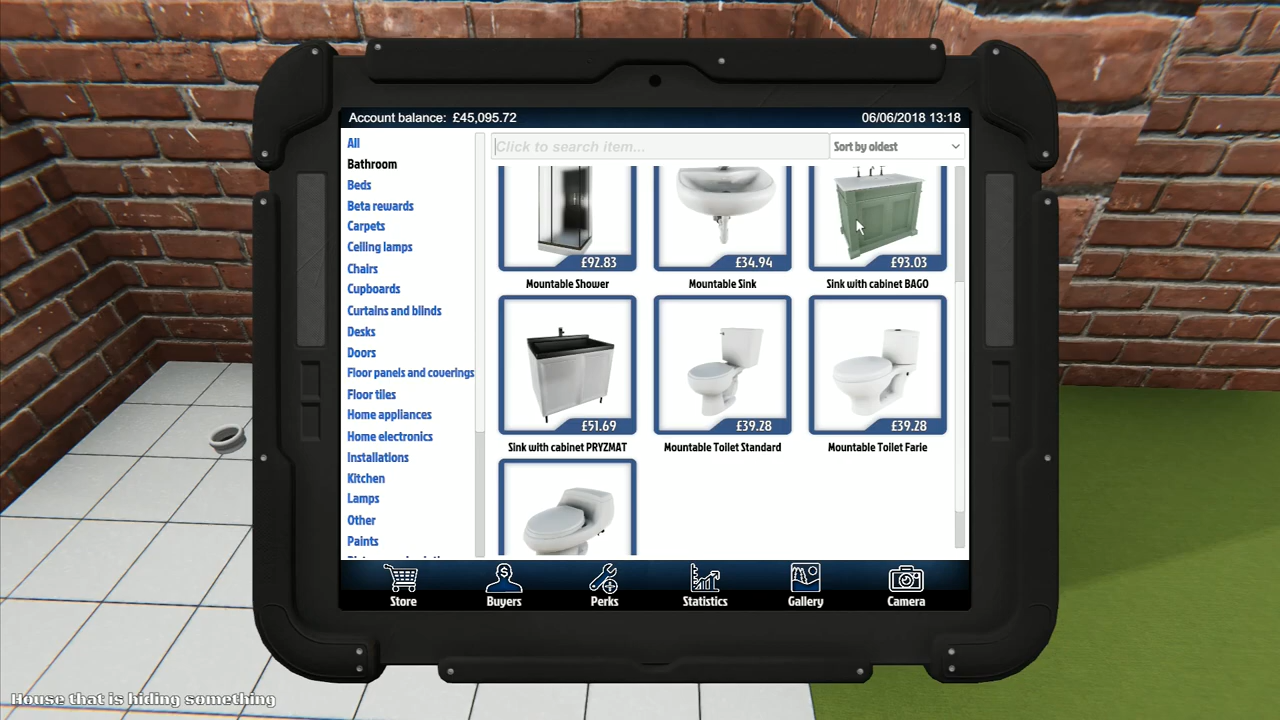 Account balance: £45,095.72
06/06/2018 13:18
All
Bathroom
Beds
Beta rewards
Carpets
Ceiling lamps
Chairs
Cupboards
Curtains and blinds
Desks
Doors
Floor panels and coverings
Floor tiles
Home appliances
Home electronics
Installations
Kitchen
Lamps
Other
Paints
Click to search item...
Sort by oldest
£92.83
£34.94
£93.03
Mountable Shower
Mountable Sink
Sink with cabinet BAGO
£51.69
£39.28
£39.28
Sink with cabinet PRYZMAT
Mountable Toilet Standard
Mountable Toilet Farie
Store
Buyers
Perks
Statistics
Gallery
Camera
House that is hiding something